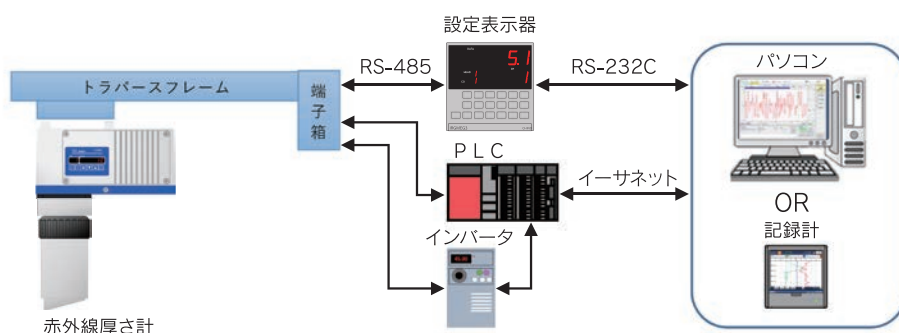 設定表示器
パソコン
RS-485
RS-232C
トラバースフレーム
端子箱
5.1
1
1
PLC
イーサネット
OR
記録計
インバータ
赤外線厚さ計